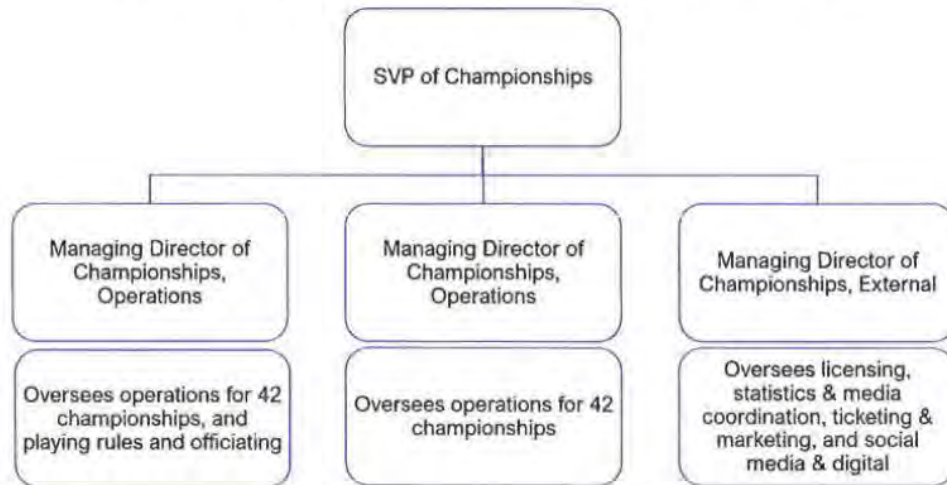 SVP of Championships
Managing Director of
Championships,
Operations
Managing Director of
Championships,
Operations
Managing Director of
Championships, External
Oversees operations for 42
championships, and
playing rules and officiating
Oversees operations for 42
championships
Oversees licensing,
statistics & media
coordination, ticketing &
marketing, and social
media & digital